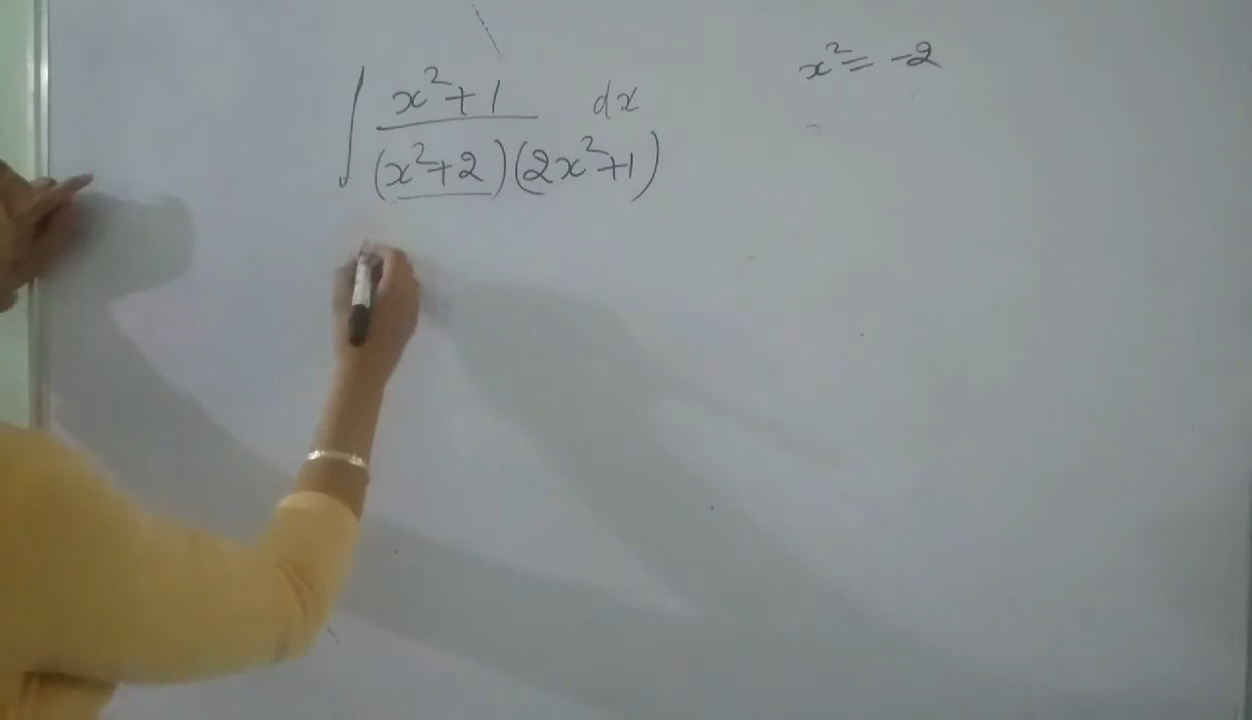 ∫ x²+1 / (x²+2)(2x²+1) dx
x² = -2